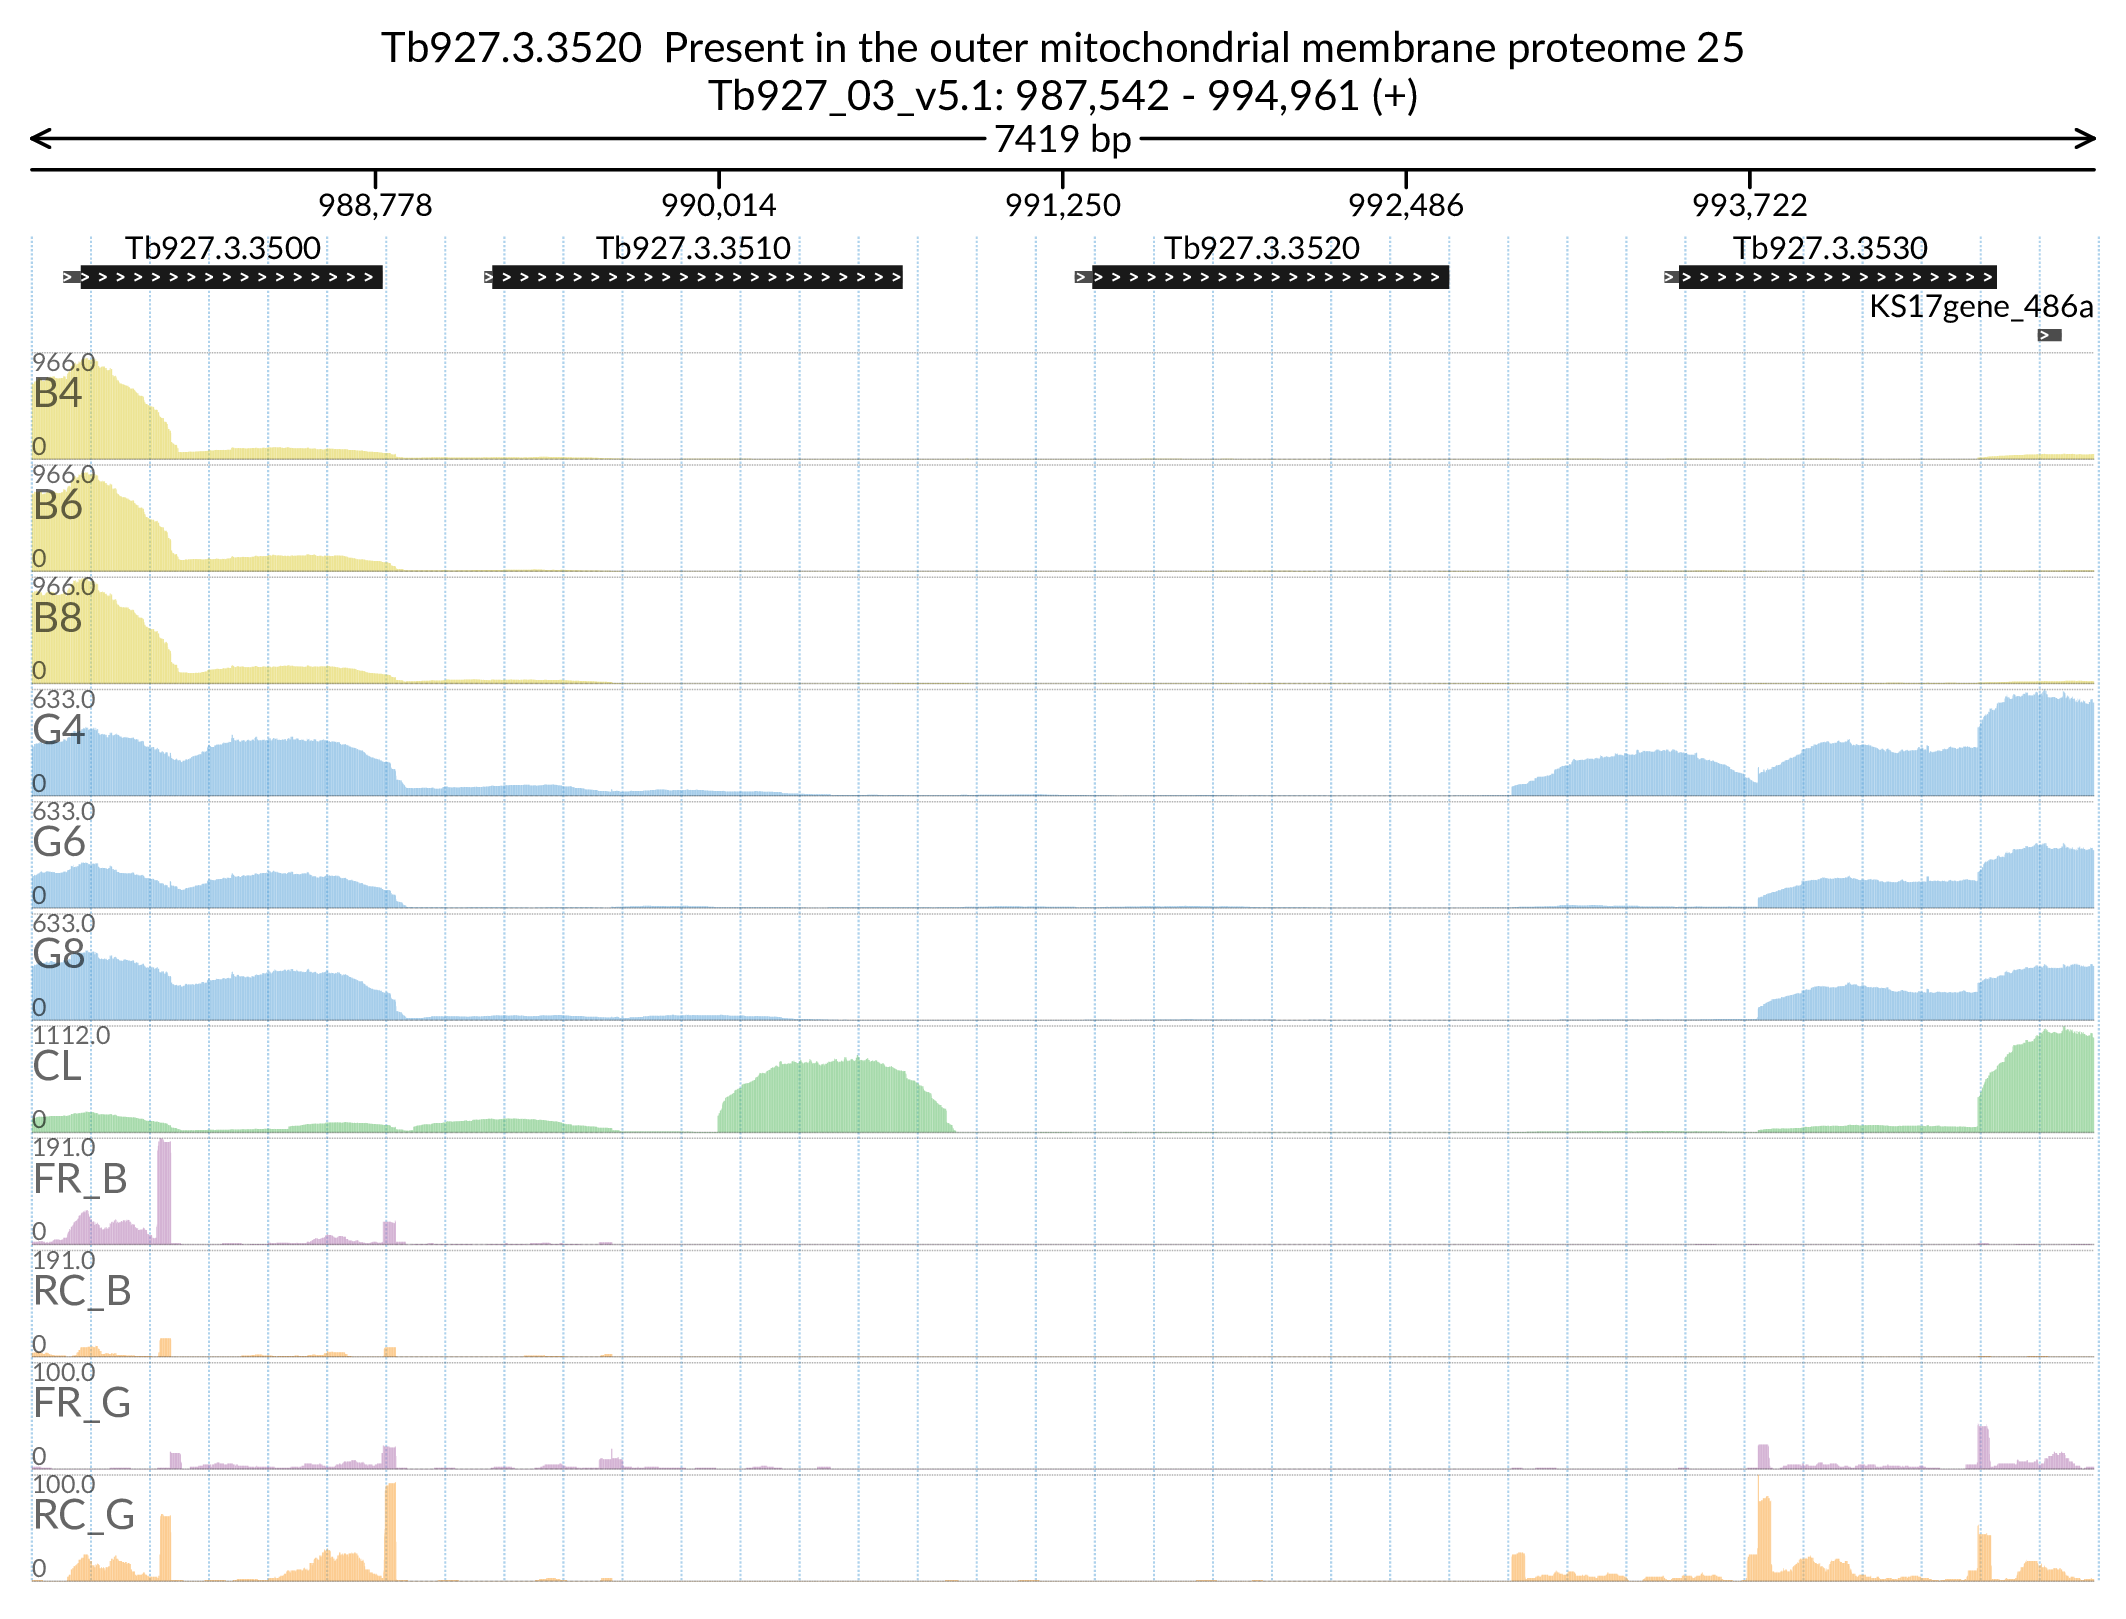 Tb927.3.3520  Present in the outer mitochondrial membrane proteome 25
Tb927_03_v5.1: 987,542 - 994,961 (+)
7419 bp
988,778 990,014 991,250 992,486 993,722
Tb927.3.3500 Tb927.3.3510 Tb927.3.3520 Tb927.3.3530
KS17gene_486a
966.0
B4
0
966.0
B6
0
966.0
B8
0
633.0
G4
0
633.0
G6
0
633.0
G8
0
1112.0
CL
0
191.0
FR_B
0
191.0
RC_B
0
100.0
FR_G
0
100.0
RC_G
0